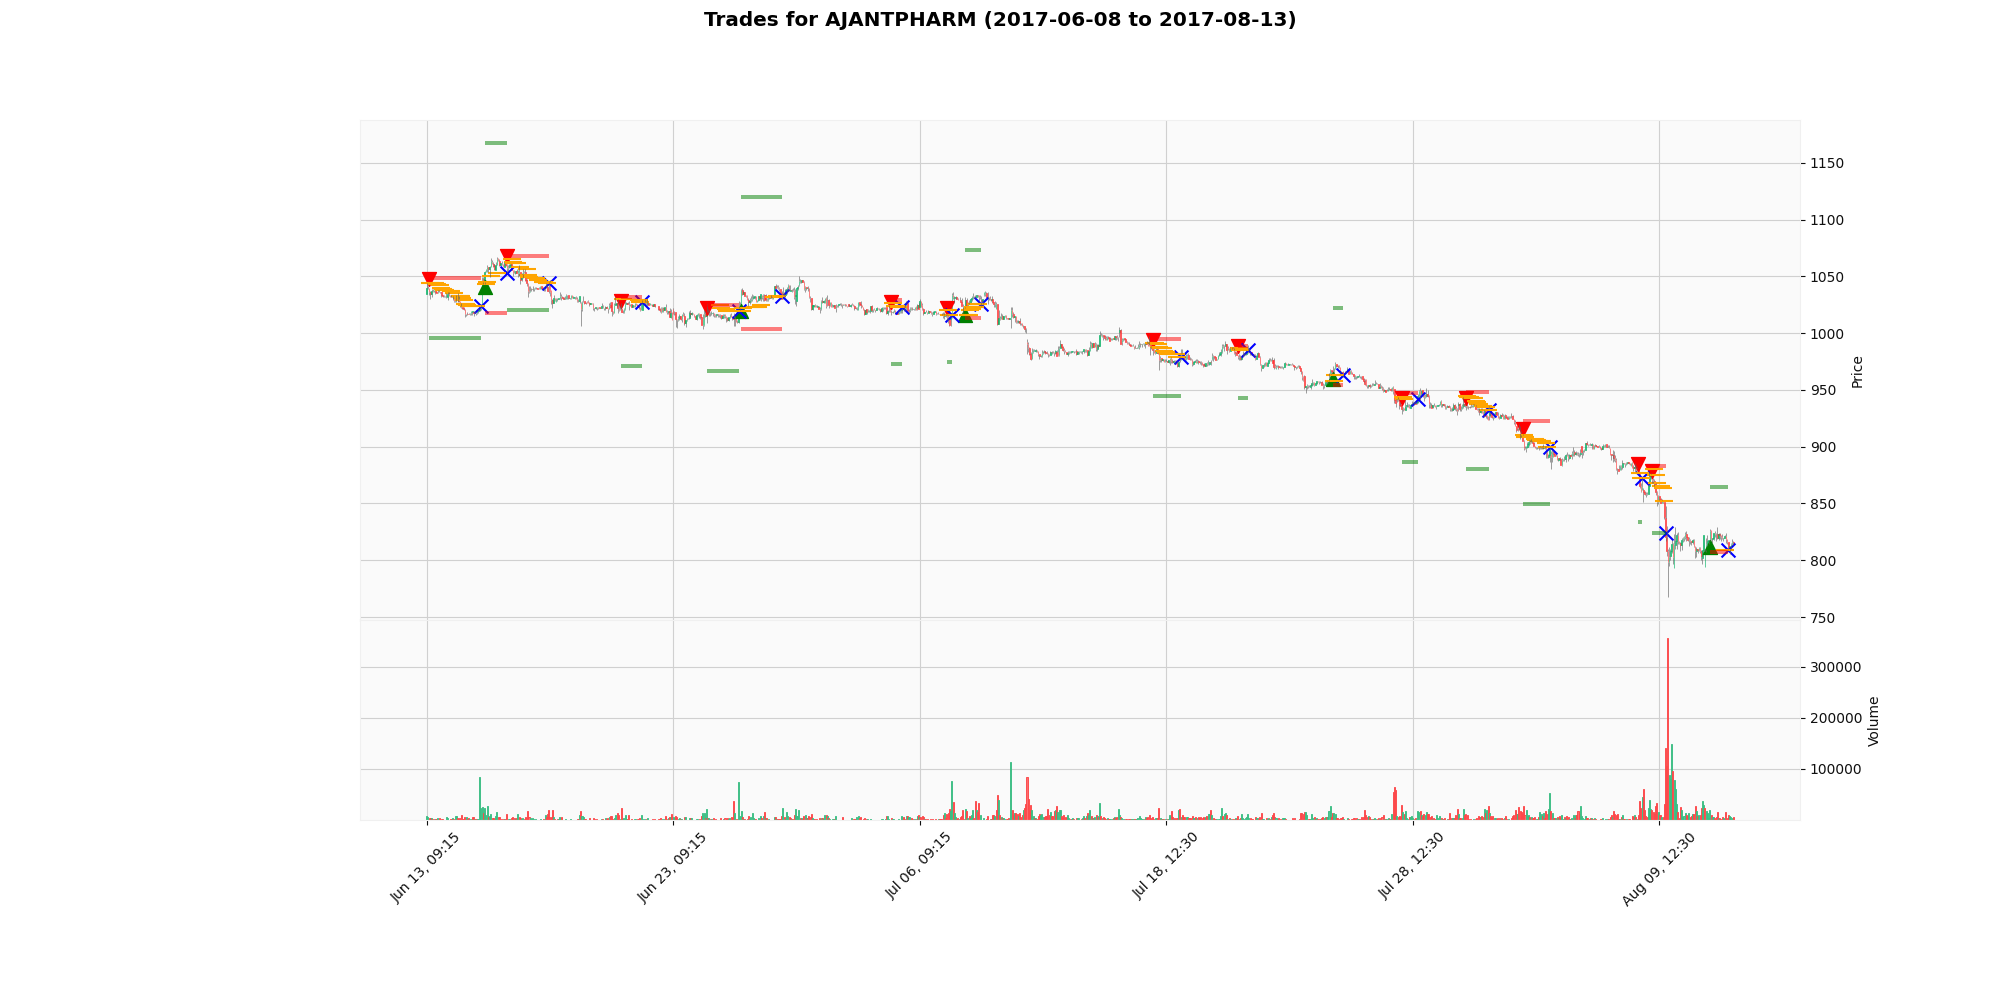 Trades for AJANTPHARM (2017-06-08 to 2017-08-13)
1150
1100
1050
1000
950
900
850
800
750
Price
300000
200000
100000
Volume
Jun 13, 09:15
Jun 23, 09:15
Jul 06, 09:15
Jul 18, 12:30
Jul 28, 12:30
Aug 09, 12:30